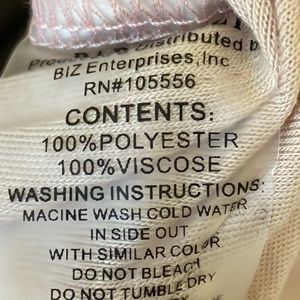 Distributed b
BIZ Enterprises,Inc
RN#105556
CONTENTS:
100%POLYESTER
100%VISCOSE
WASHING INSTRUCTIONS:
MACINE WASH COLD WATER
IN SIDE OUT
WITH SIMILAR COLOR
DO NOT BLEACH
DO NOT TUMBLE DRY